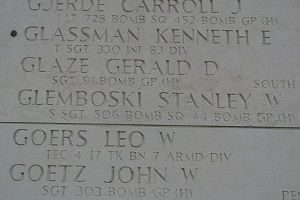 GJERDE CARROLL J
1 LT 728 BOMB SQ 452 BOMB GP (H)
GLASSMAN KENNETH E
T SGT 330 INF 83 DIV
GLAZE GERALD D
SGT 91 BOMB GP (H) SOUTH
GLEMBOSKI STANLEY W
T SGT 506 BOMB SQ 44 BOMB GP (H)
GOERS LEO W
TEC 4 17 TK BN 7 ARMD DIV
GOETZ JOHN W
SGT 303 BOMB GP (H) PE